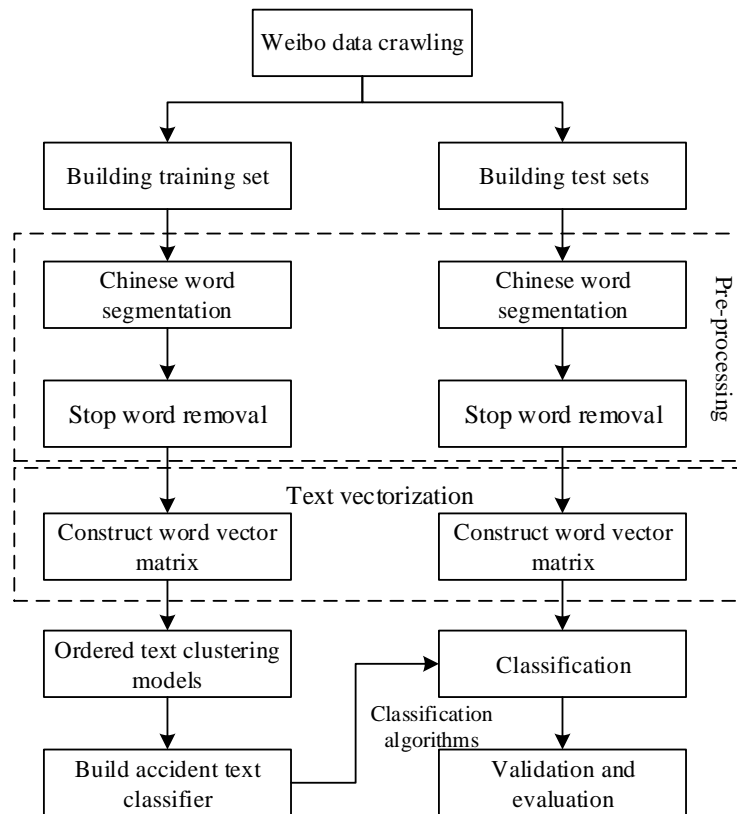 Weibo data crawling
Building training set
Building test sets
Chinese word
segmentation
Chinese word
segmentation
Pre-processing
Stop word removal
Stop word removal
Text vectorization
Construct word vector
matrix
Construct word vector
matrix
Ordered text clustering
models
Classification
Classification
algorithms
Build accident text
classifier
Validation and
evaluation